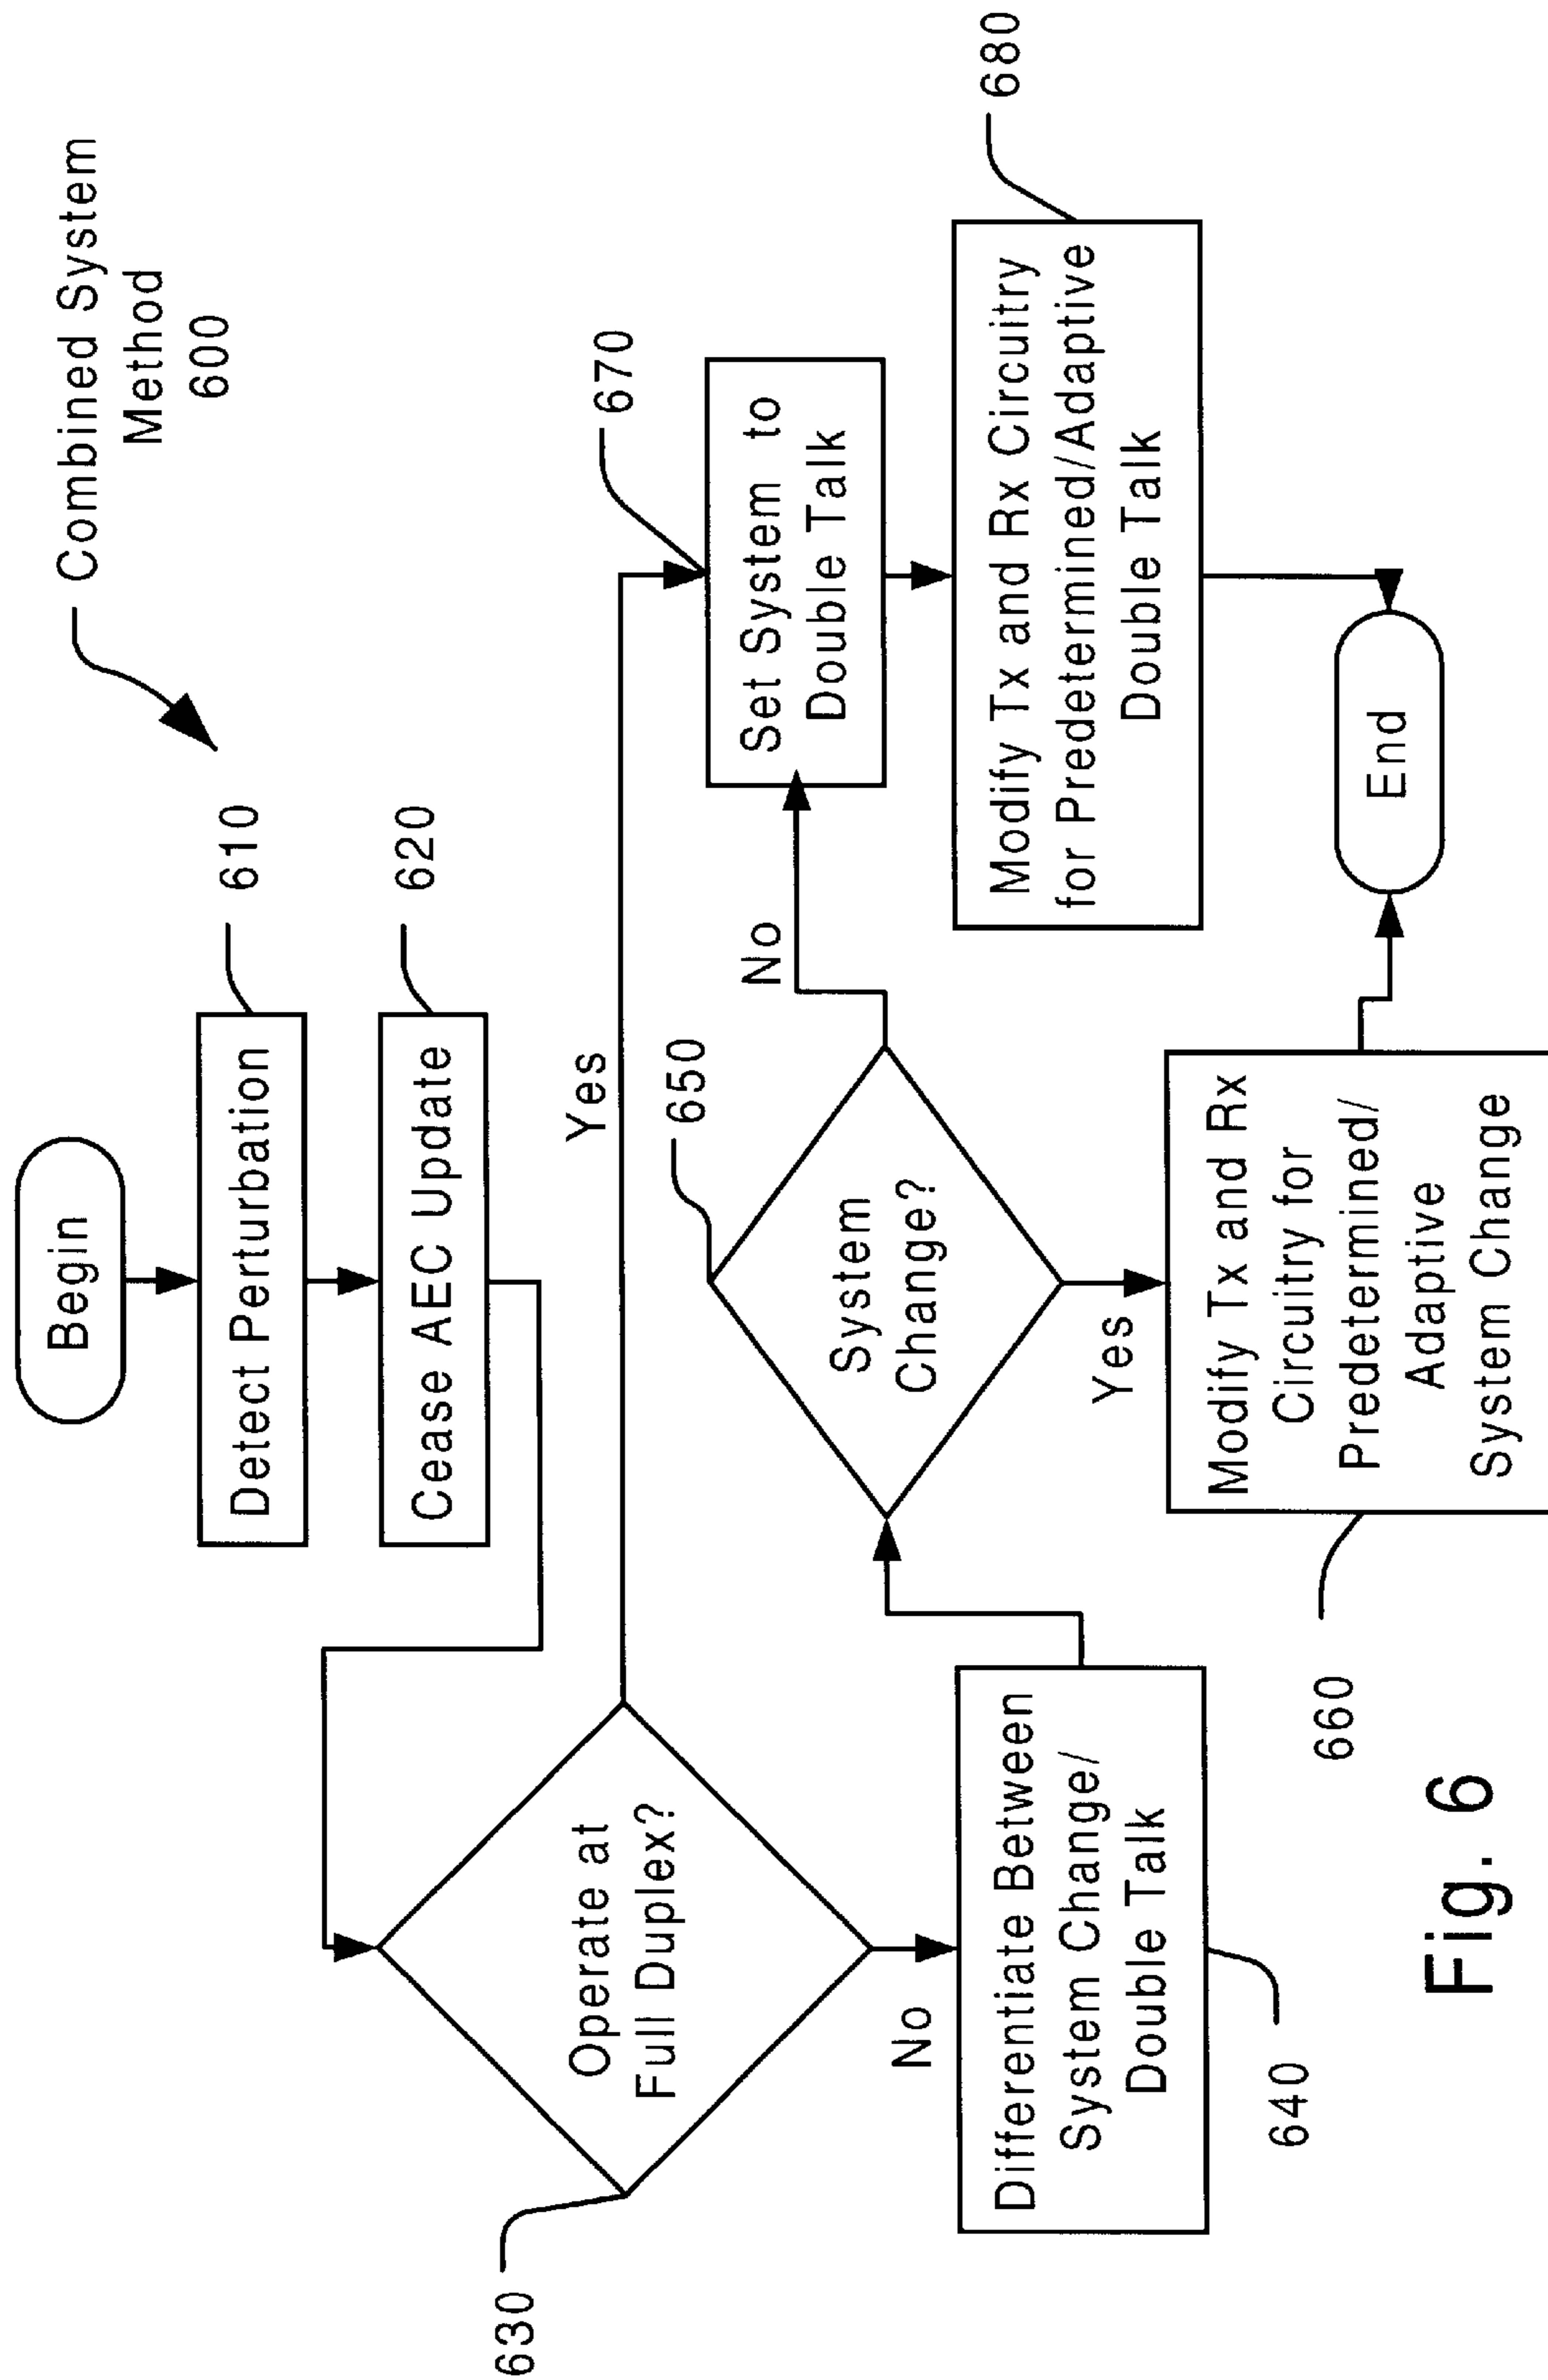 Combined System
Method
600
Begin
Detect Perturbation
610
Cease AEC Update
620
Operate at
Full Duplex?
630
Yes
No
Differentiate Between
System Change/
Double Talk
640
System
Change?
650
No
Yes
Modify Tx and Rx
Circuitry for
Predetermined/
Adaptive
System Change
660
Set System to
Double Talk
670
Modify Tx and Rx Circuitry
for Predetermined/Adaptive
Double Talk
680
End
Fig. 6